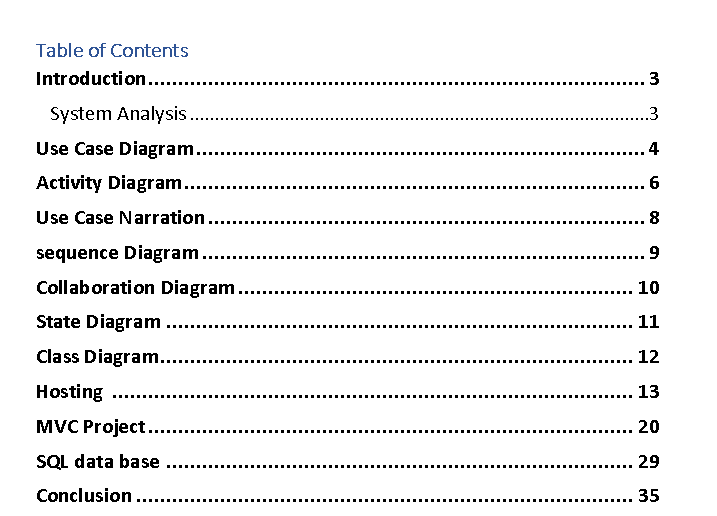 Table of Contents
Introduction.................................................................................. 3
System Analysis............................................................................................3
Use Case Diagram.......................................................................... 4
Activity Diagram............................................................................ 6
Use Case Narration........................................................................ 8
sequence Diagram......................................................................... 9
Collaboration Diagram................................................................. 10
State Diagram ............................................................................. 11
Class Diagram.............................................................................. 12
Hosting ...................................................................................... 13
MVC Project................................................................................ 20
SQL data base ............................................................................. 29
Conclusion .................................................................................. 35